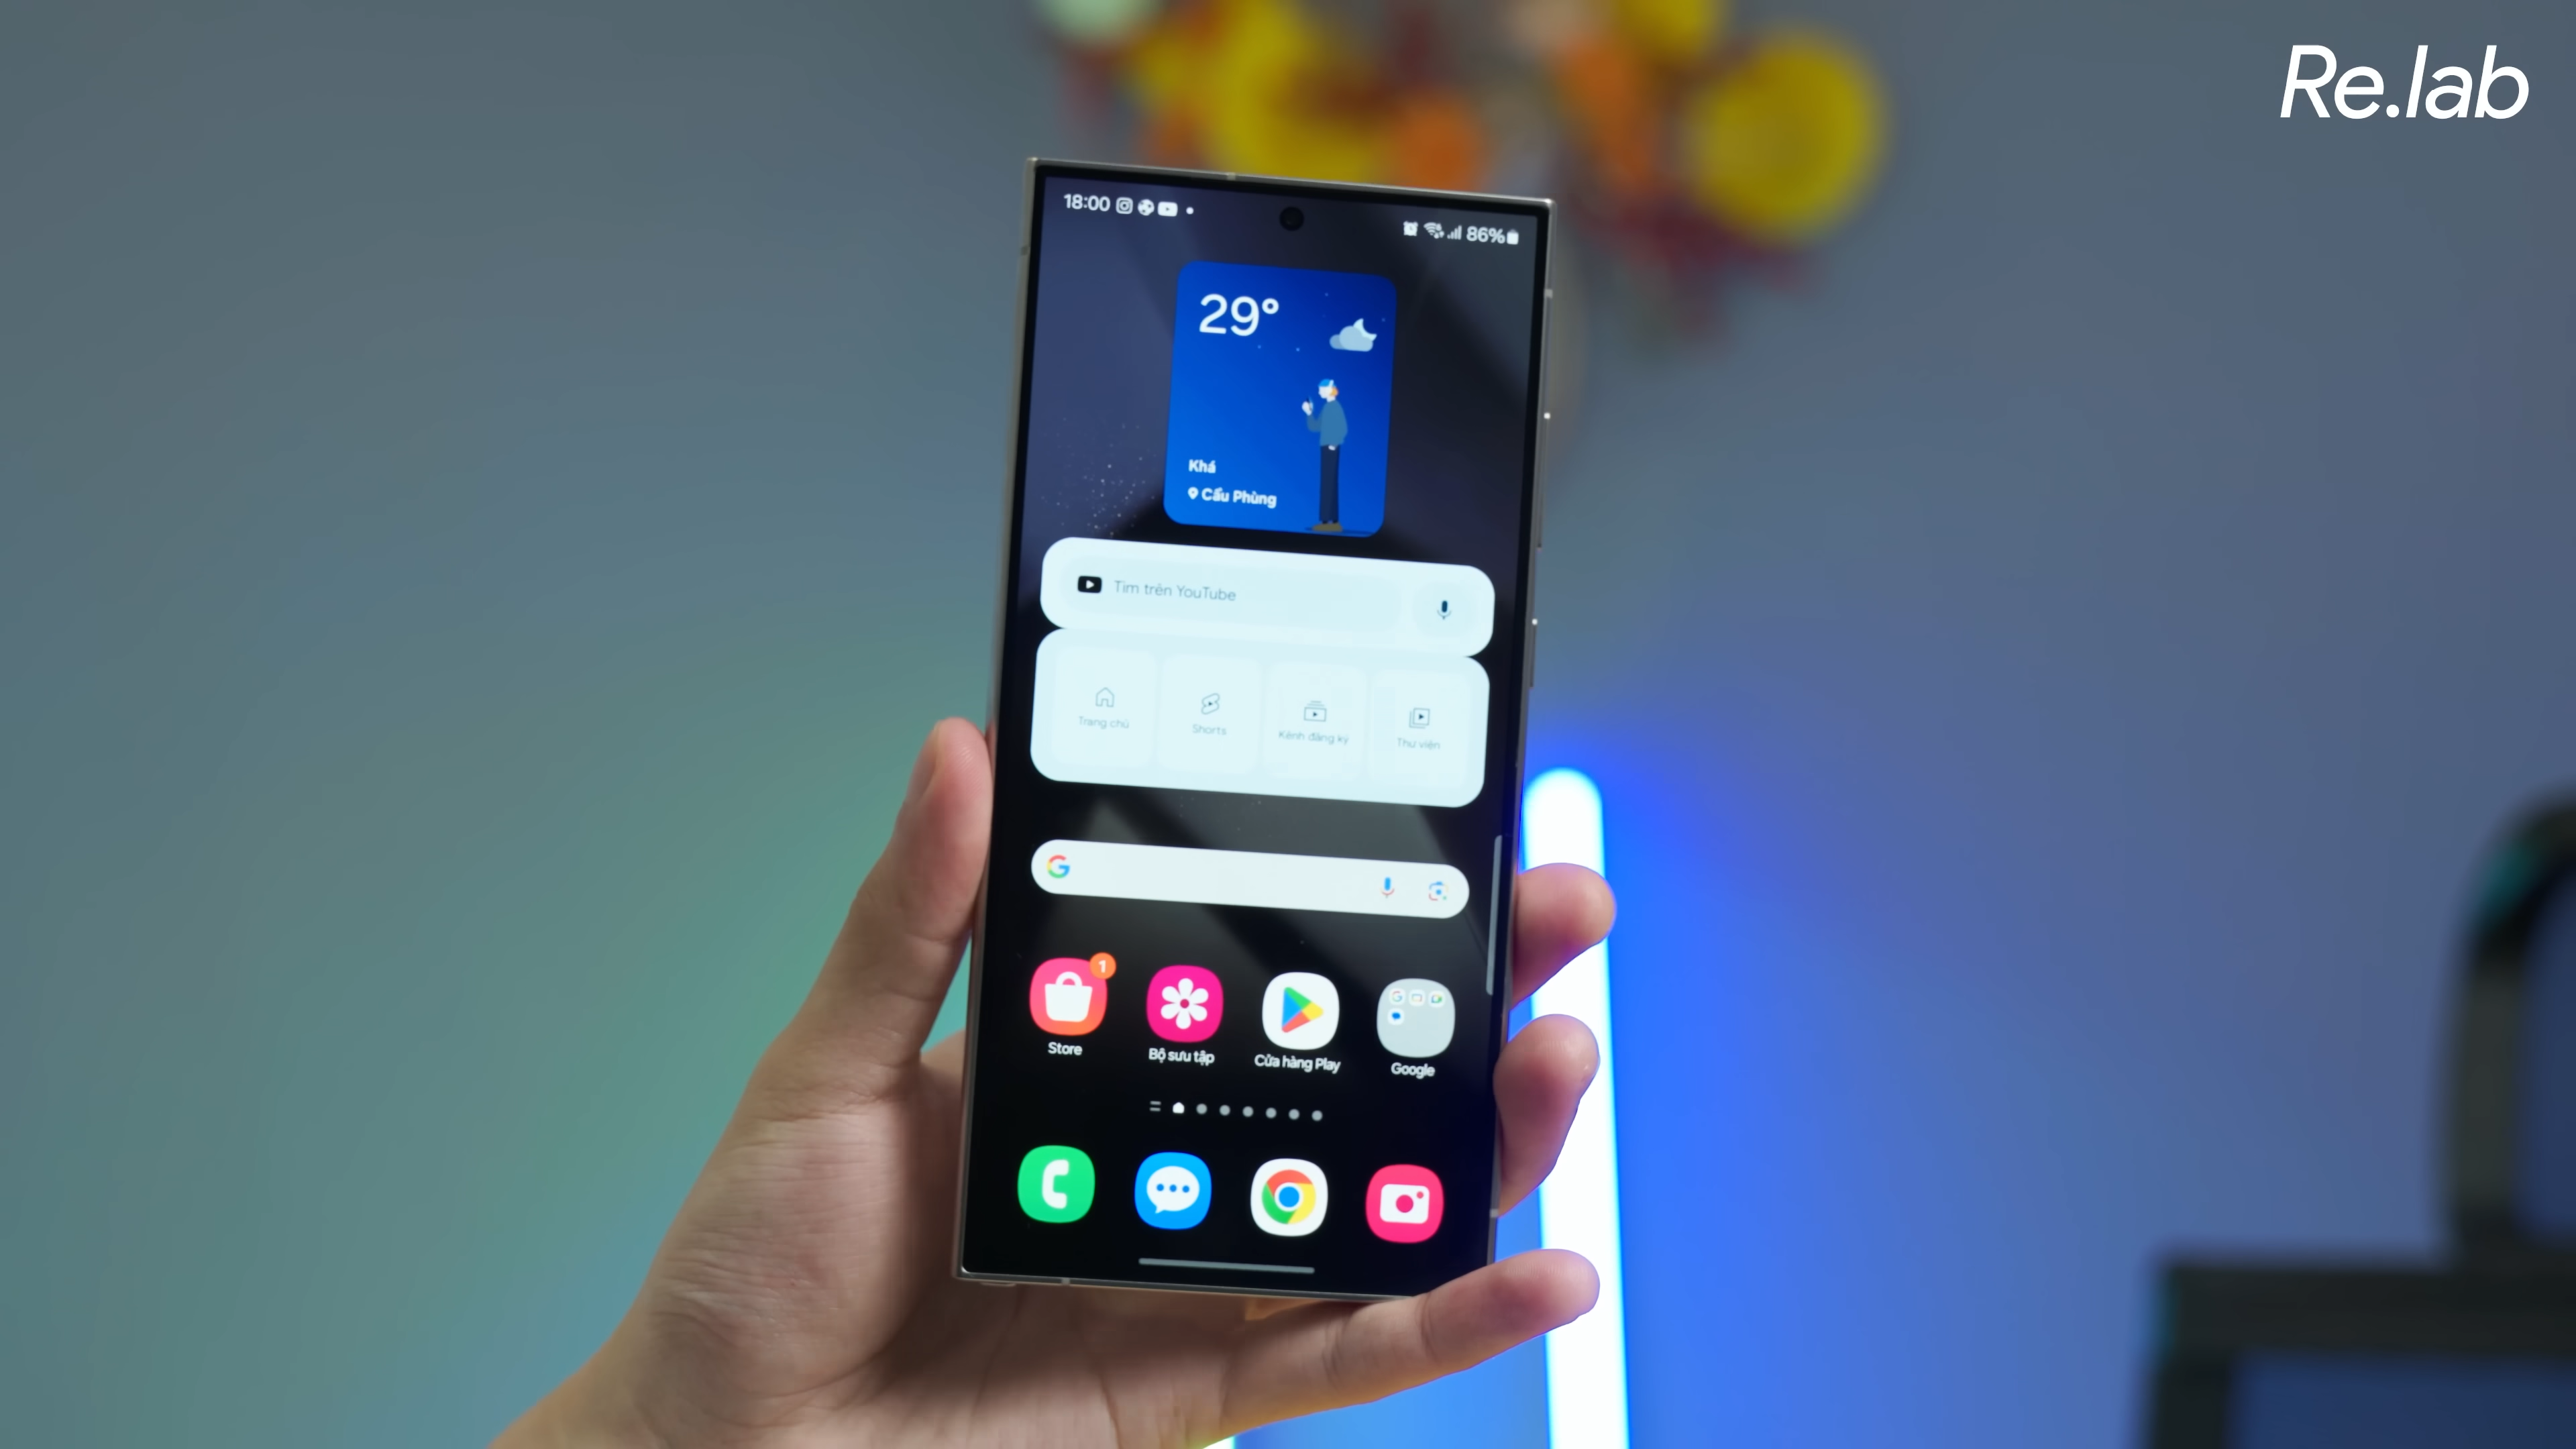 Re.lab
18:00
86%
29°
Khá
Cầu Phùng
Tìm trên YouTube
Trang chủ
Shorts
Kênh đăng ký
Thư viện
1
Store
Bộ sưu tập
Cửa hàng Play
Google